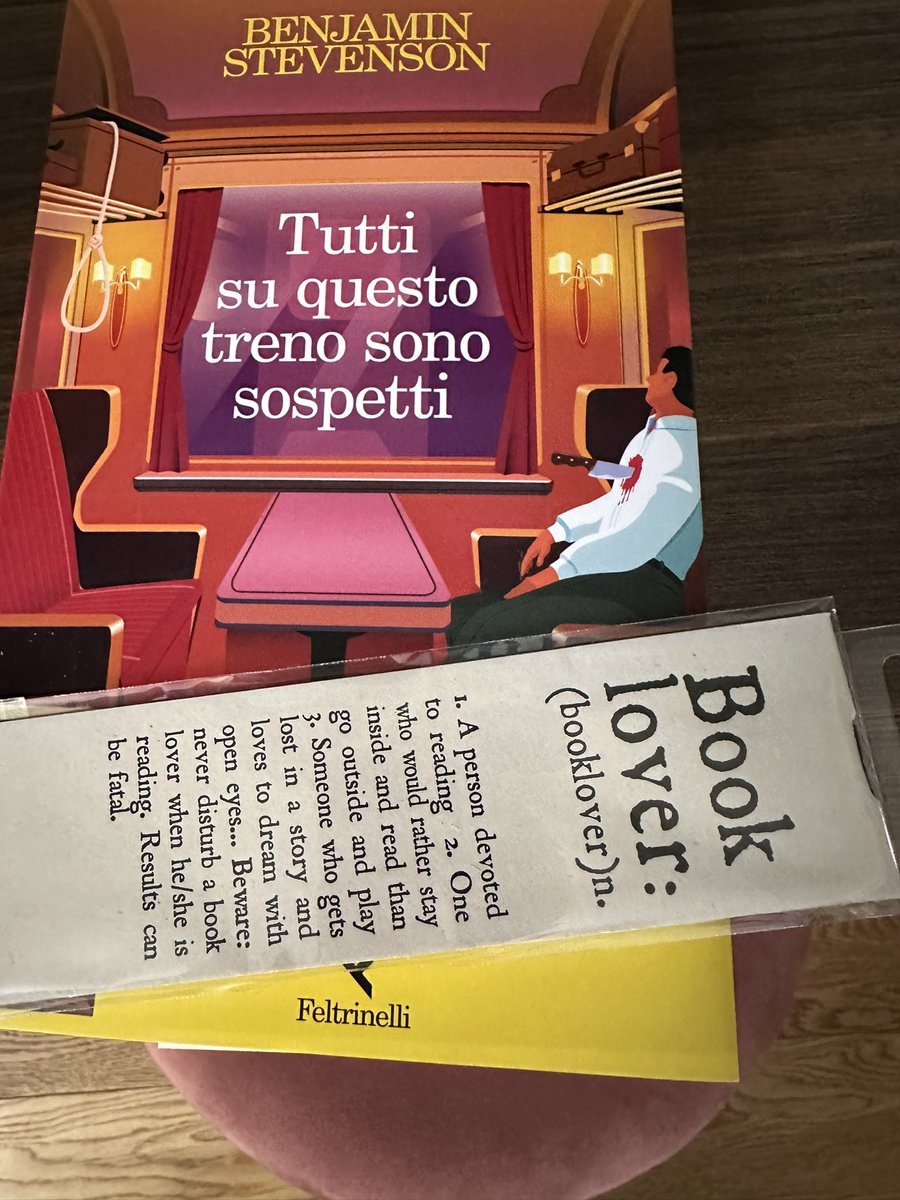 BENJAMIN
STEVENSON
Tutti
su questo
treno sono
sospetti
Book
lover:
(booklover)n.
1. A person devoted
to reading 2. One
who would rather stay
inside and read than
go outside and play
3. Someone who gets
lost in a story and
loves to dream with
open eyes... Beware:
never disturb a book
lover when he/she is
reading. Results can
be fatal.
Feltrinelli